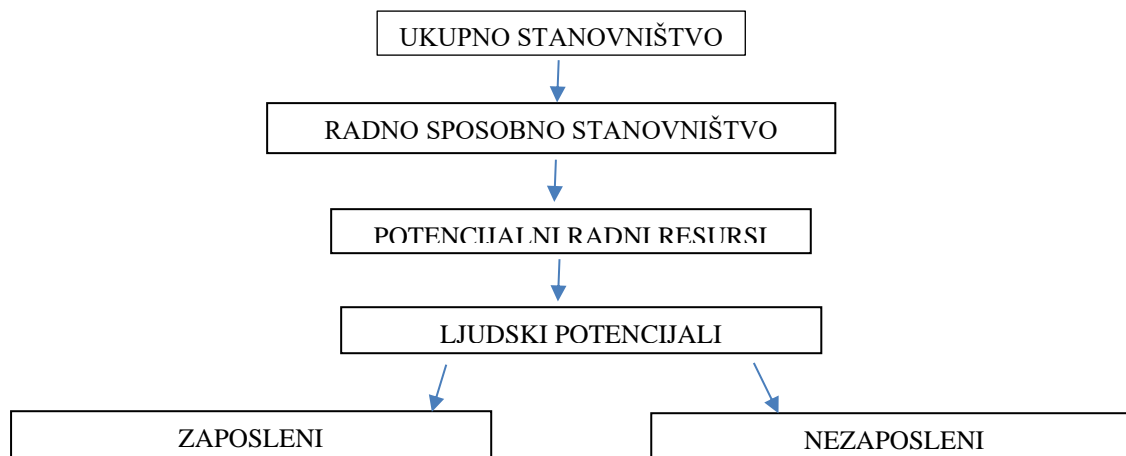 UKUPNO STANOVNIŠTVO
RADNO SPOSOBNO STANOVNIŠTVO
POTENCIJALNI RADNI RESURSI
LJUDSKI POTENCIJALI
ZAPOSLENI
NEZAPOSLENI